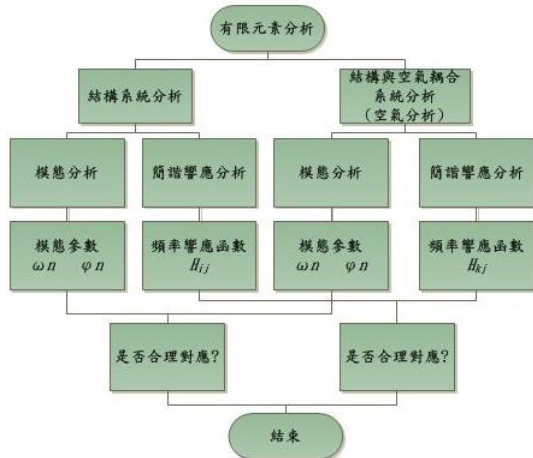 有限元素分析
結構系統分析
結構與空氣耦合
系統分析
(空氣分析)
模態分析
簡諧響應分析
模態分析
簡諧響應分析
模態參數
ωn φn
頻率響應函數
Hij
模態參數
ωn φn
頻率響應函數
Hkj
是否合理對應?
是否合理對應?
結束